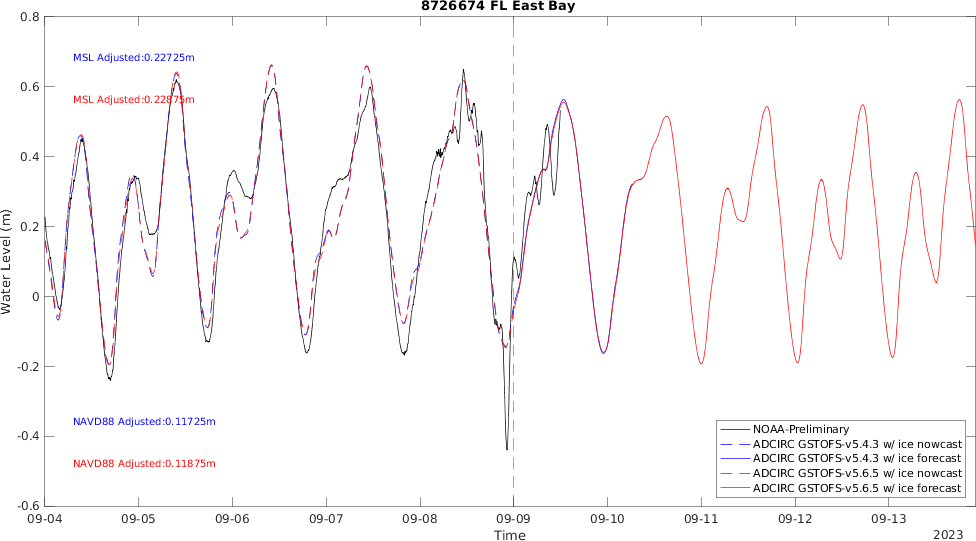 8726674 FL East Bay
0.8
0.6
0.4
0.2
0
-0.2
-0.4
-0.6
Water Level (m)
MSL Adjusted:0.22725m
MSL Adjusted:0.22875m
NAVD88 Adjusted:0.11725m
NAVD88 Adjusted:0.11875m
NOAA-Preliminary
ADCIRC GSTOFS-v5.4.3 w/ ice nowcast
ADCIRC GSTOFS-v5.4.3 w/ ice forecast
ADCIRC GSTOFS-v5.6.5 w/ ice nowcast
ADCIRC GSTOFS-v5.6.5 w/ ice forecast
09-04 09-05 09-06 09-07 09-08 09-09 09-10 09-11 09-12 09-13
Time
2023